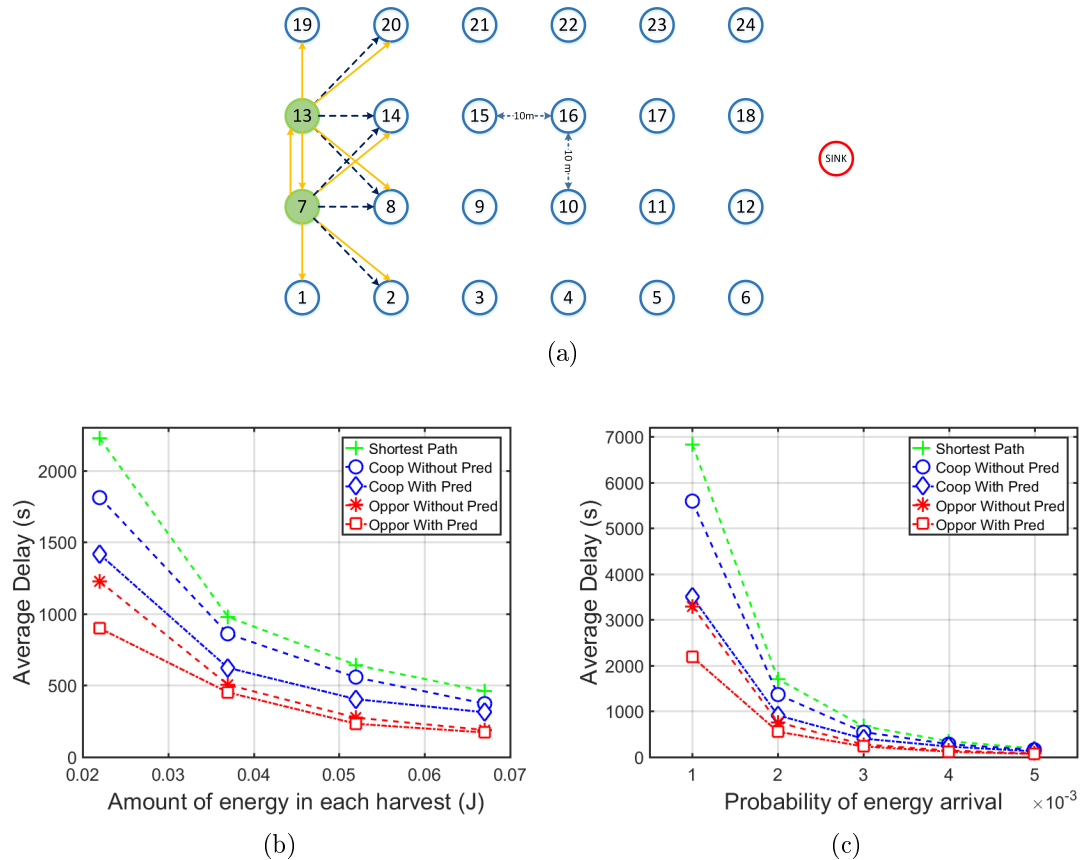 19 20 21 22 23 24
13 14 15 10m 16 17 18
SINK
10 m
7 8 9 10 11 12
1 2 3 4 5 6
(a)
Average Delay (s)
2000
1500
1000
500
0
0.02 0.03 0.04 0.05 0.06 0.07
Amount of energy in each harvest (J)
Shortest Path
Coop Without Pred
Coop With Pred
Oppor Without Pred
Oppor With Pred
(b)
Average Delay (s)
7000
6000
5000
4000
3000
2000
1000
0
1 2 3 4 5
×10⁻³
Probability of energy arrival
Shortest Path
Coop Without Pred
Coop With Pred
Oppor Without Pred
Oppor With Pred
(c)